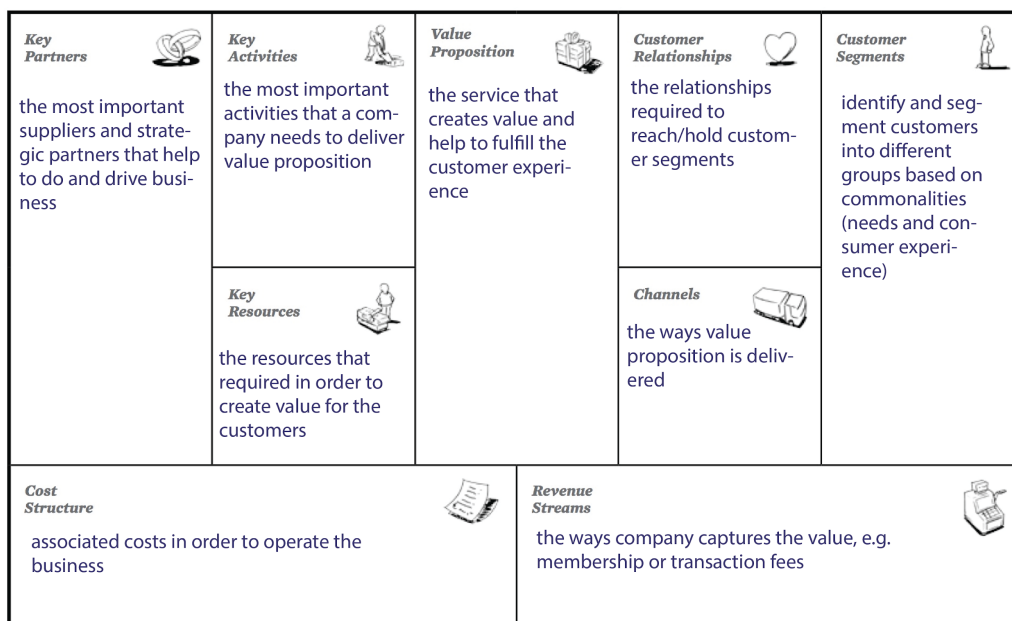 Key
Partners
the most important
suppliers and strate-
gic partners that help
to do and drive busi-
ness
Key
Activities
the most important
activities that a com-
pany needs to deliver
value proposition
Key
Resources
the resources that
required in order to
create value for the
customers
Value
Proposition
the service that
creates value and
help to fulfill the
customer experi-
ence
Customer
Relationships
the relationships
required to
reach/hold custom-
er segments
Channels
the ways value
proposition is deliv-
ered
Customer
Segments
identify and seg-
ment customers
into different
groups based on
commonalities
(needs and con-
sumer experi-
ence)
Cost
Structure
associated costs in order to operate the
business
Revenue
Streams
the ways company captures the value, e.g.
membership or transaction fees